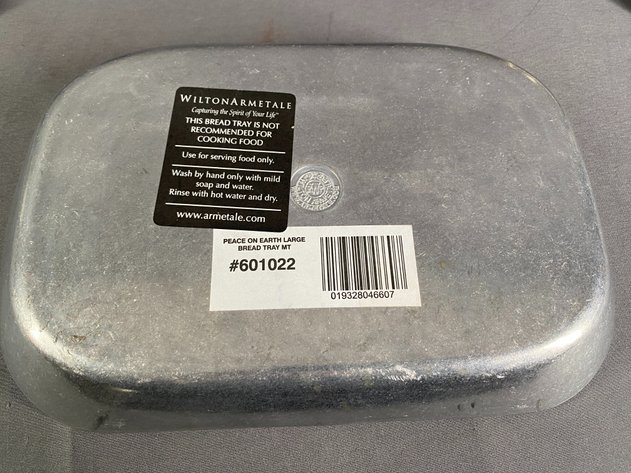 WILTONARMETALE
Capturing the Spirit of Your Life™
THIS BREAD TRAY IS NOT
RECOMMENDED FOR
COOKING FOOD
Use for serving food only.
Wash by hand only with mild
soap and water.
Rinse with hot water and dry.
www.armetale.com
PEACE ON EARTH LARGE
BREAD TRAY MT
#601022
019328046607